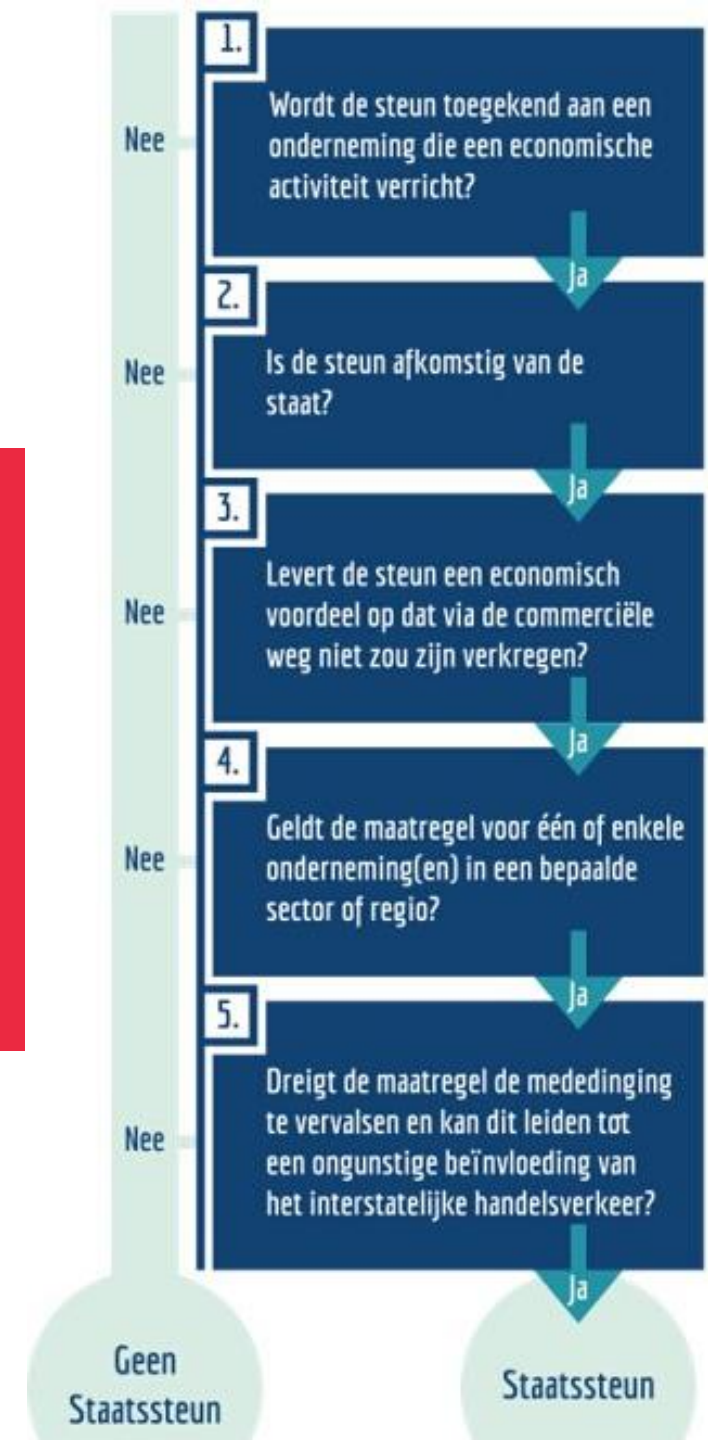 1.
Wordt de steun toegekend aan een
onderneming die een economische
activiteit verricht?
Nee
Ja
2.
Is de steun afkomstig van de
staat?
Nee
Ja
3.
Levert de steun een economisch
voordeel op dat via de commerciële
weg niet zou zijn verkregen?
Nee
Ja
4.
Geldt de maatregel voor één of enkele
onderneming(en) in een bepaalde
sector of regio?
Nee
Ja
5.
Dreigt de maatregel de mededinging
te vervalsen en kan dit leiden tot
een ongunstige beïnvloeding van
het interstatelijke handelsverkeer?
Nee
Ja
Geen
Staatssteun
Staatssteun